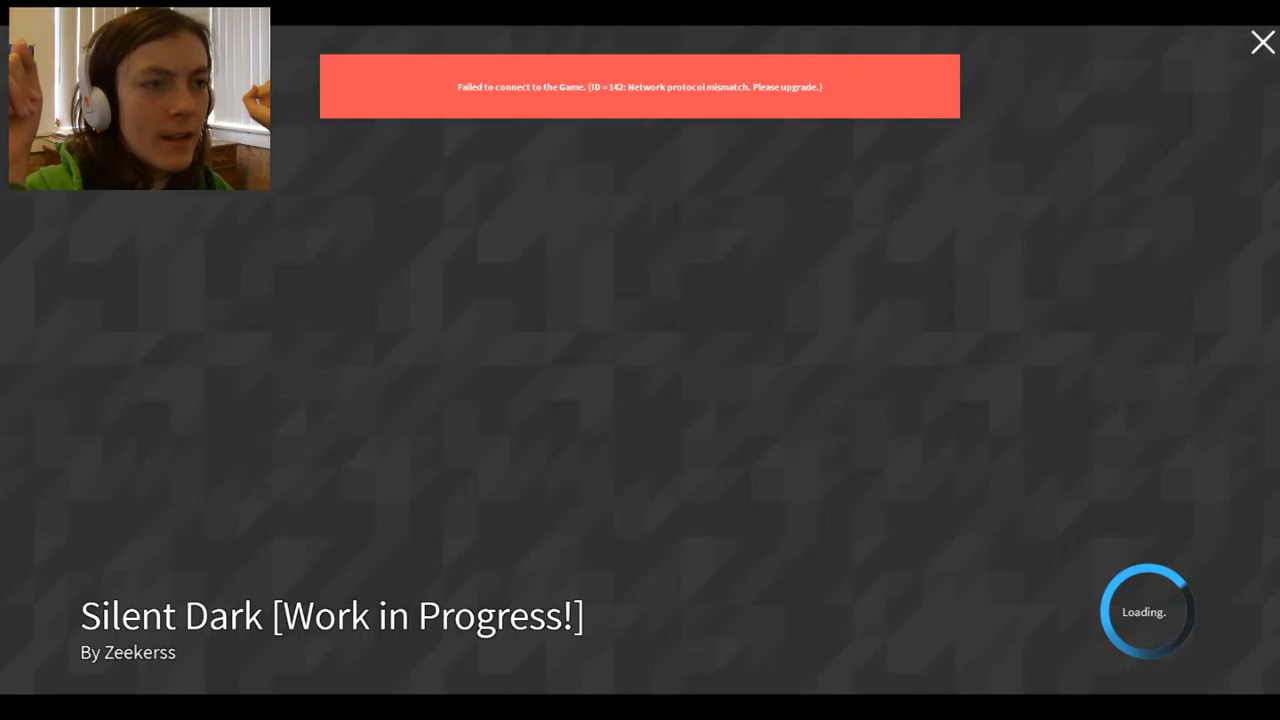 Failed to connect to the Game. (ID = 142: Network protocol mismatch. Please upgrade.)
Silent Dark [Work in Progress!]
By Zeekerss
Loading.